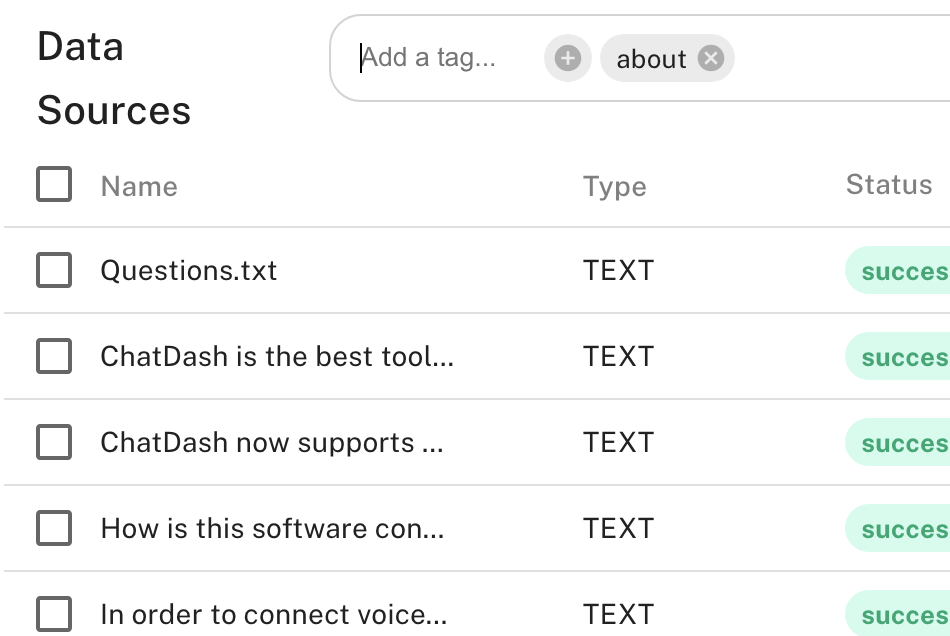 Data
Sources
Add a tag... about
Name Type Status
Questions.txt TEXT succes
ChatDash is the best tool... TEXT succes
ChatDash now supports ... TEXT succes
How is this software con... TEXT succes
In order to connect voice... TEXT succes